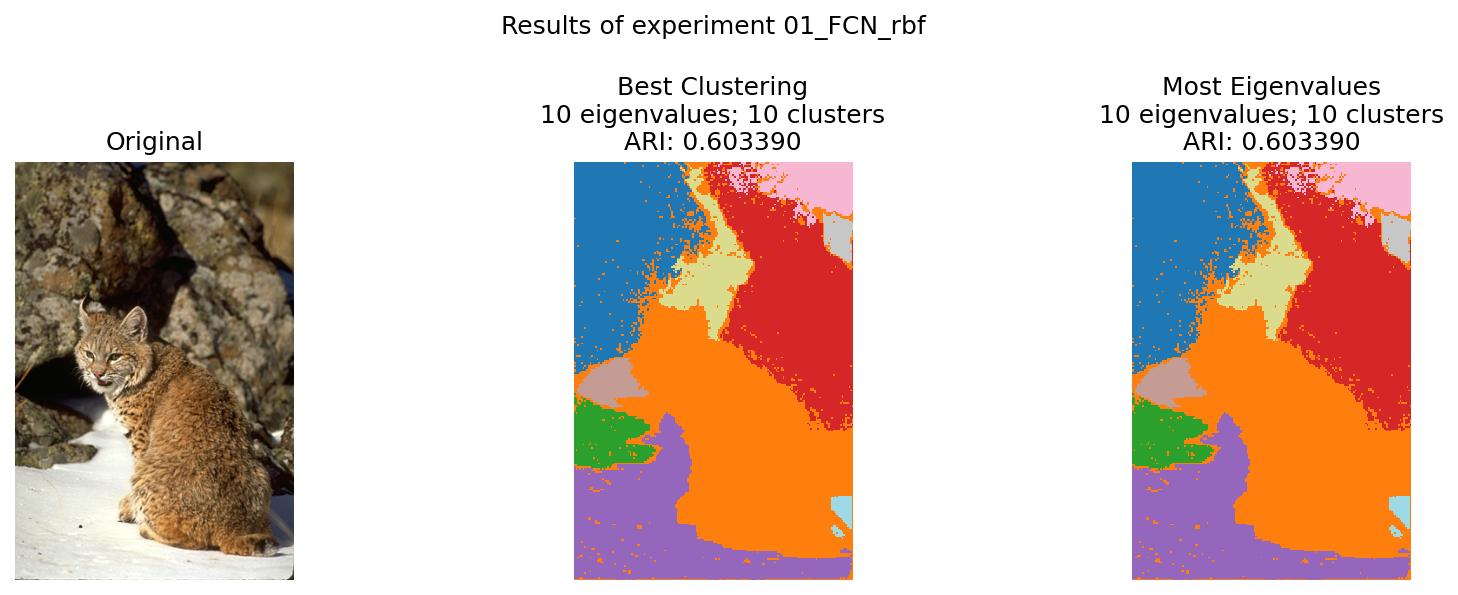 Results of experiment 01_FCN_rbf
Original
Best Clustering
10 eigenvalues; 10 clusters
ARI: 0.603390
Most Eigenvalues
10 eigenvalues; 10 clusters
ARI: 0.603390